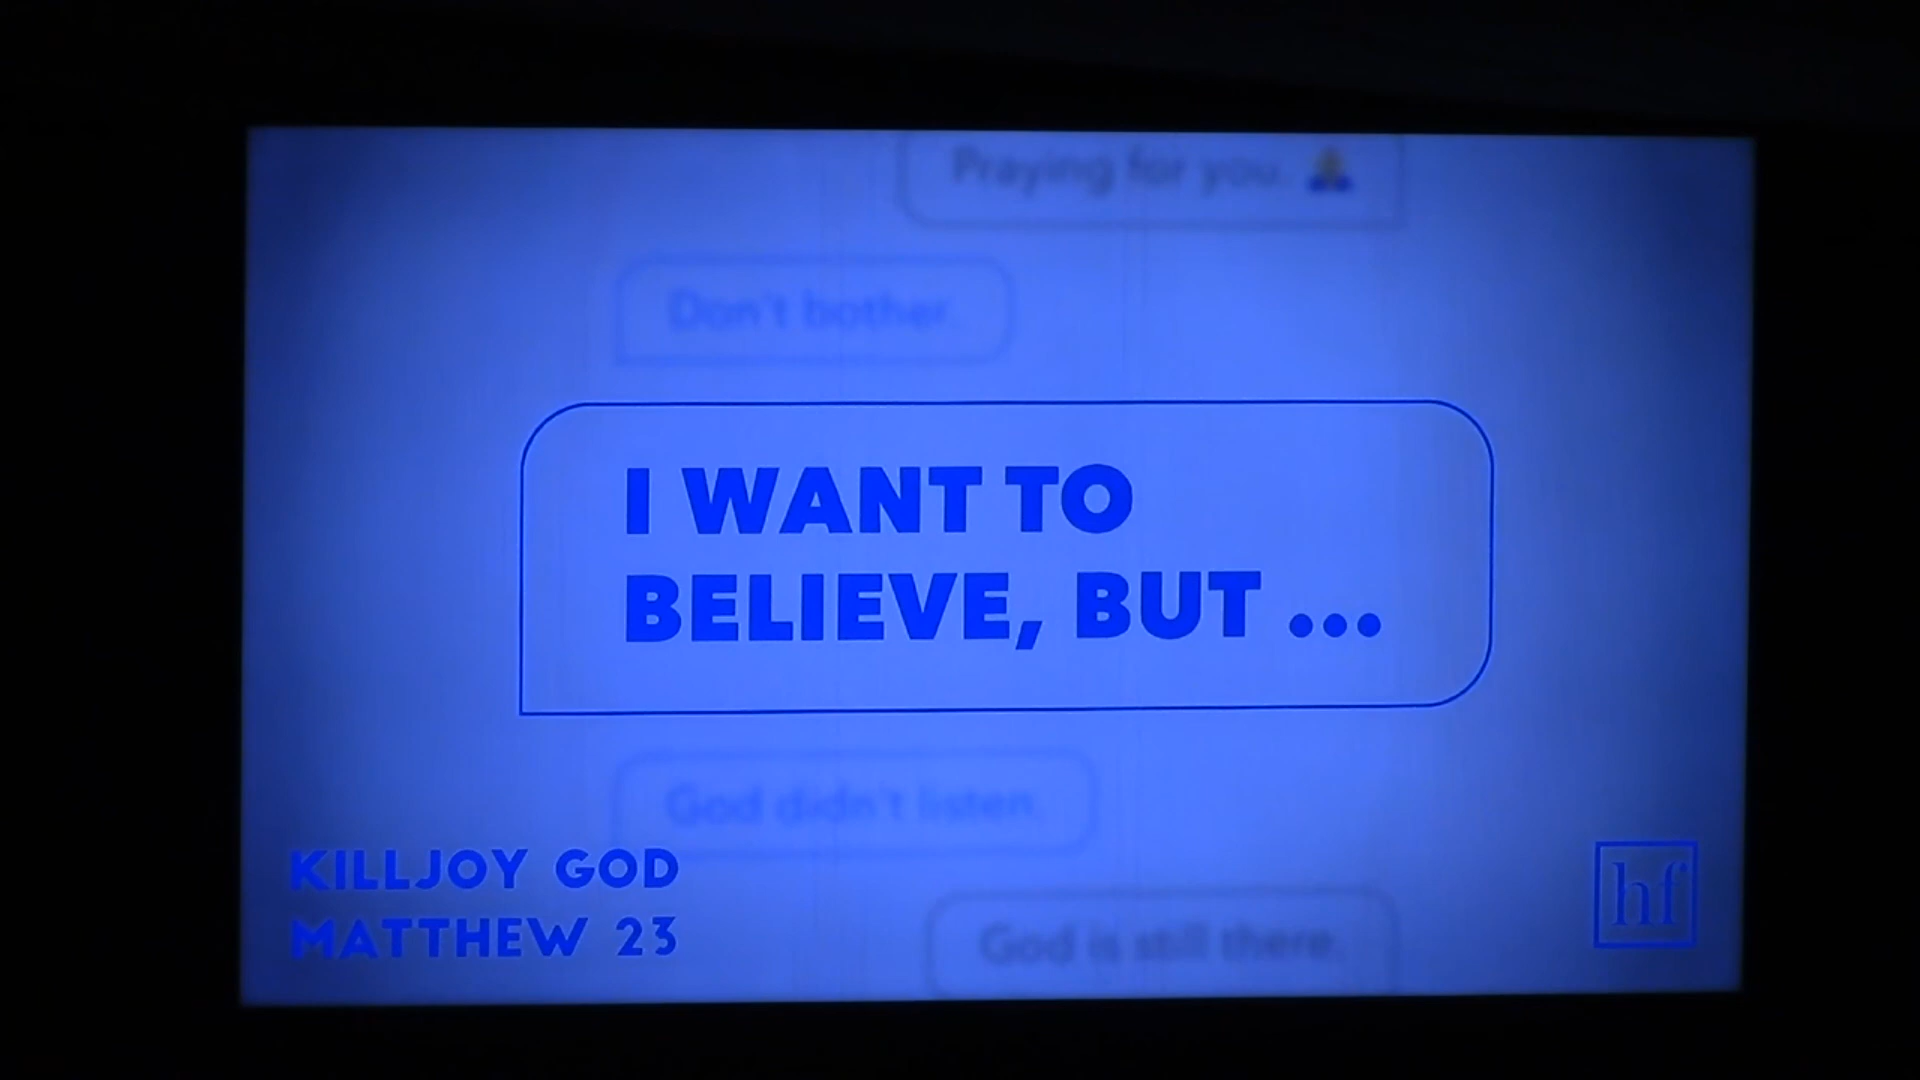 Praying for you. 🙏
Don't bother.
I WANT TO
BELIEVE, BUT ...
God didn't listen.
KILLJOY GOD
MATTHEW 23
God is still there.
hf